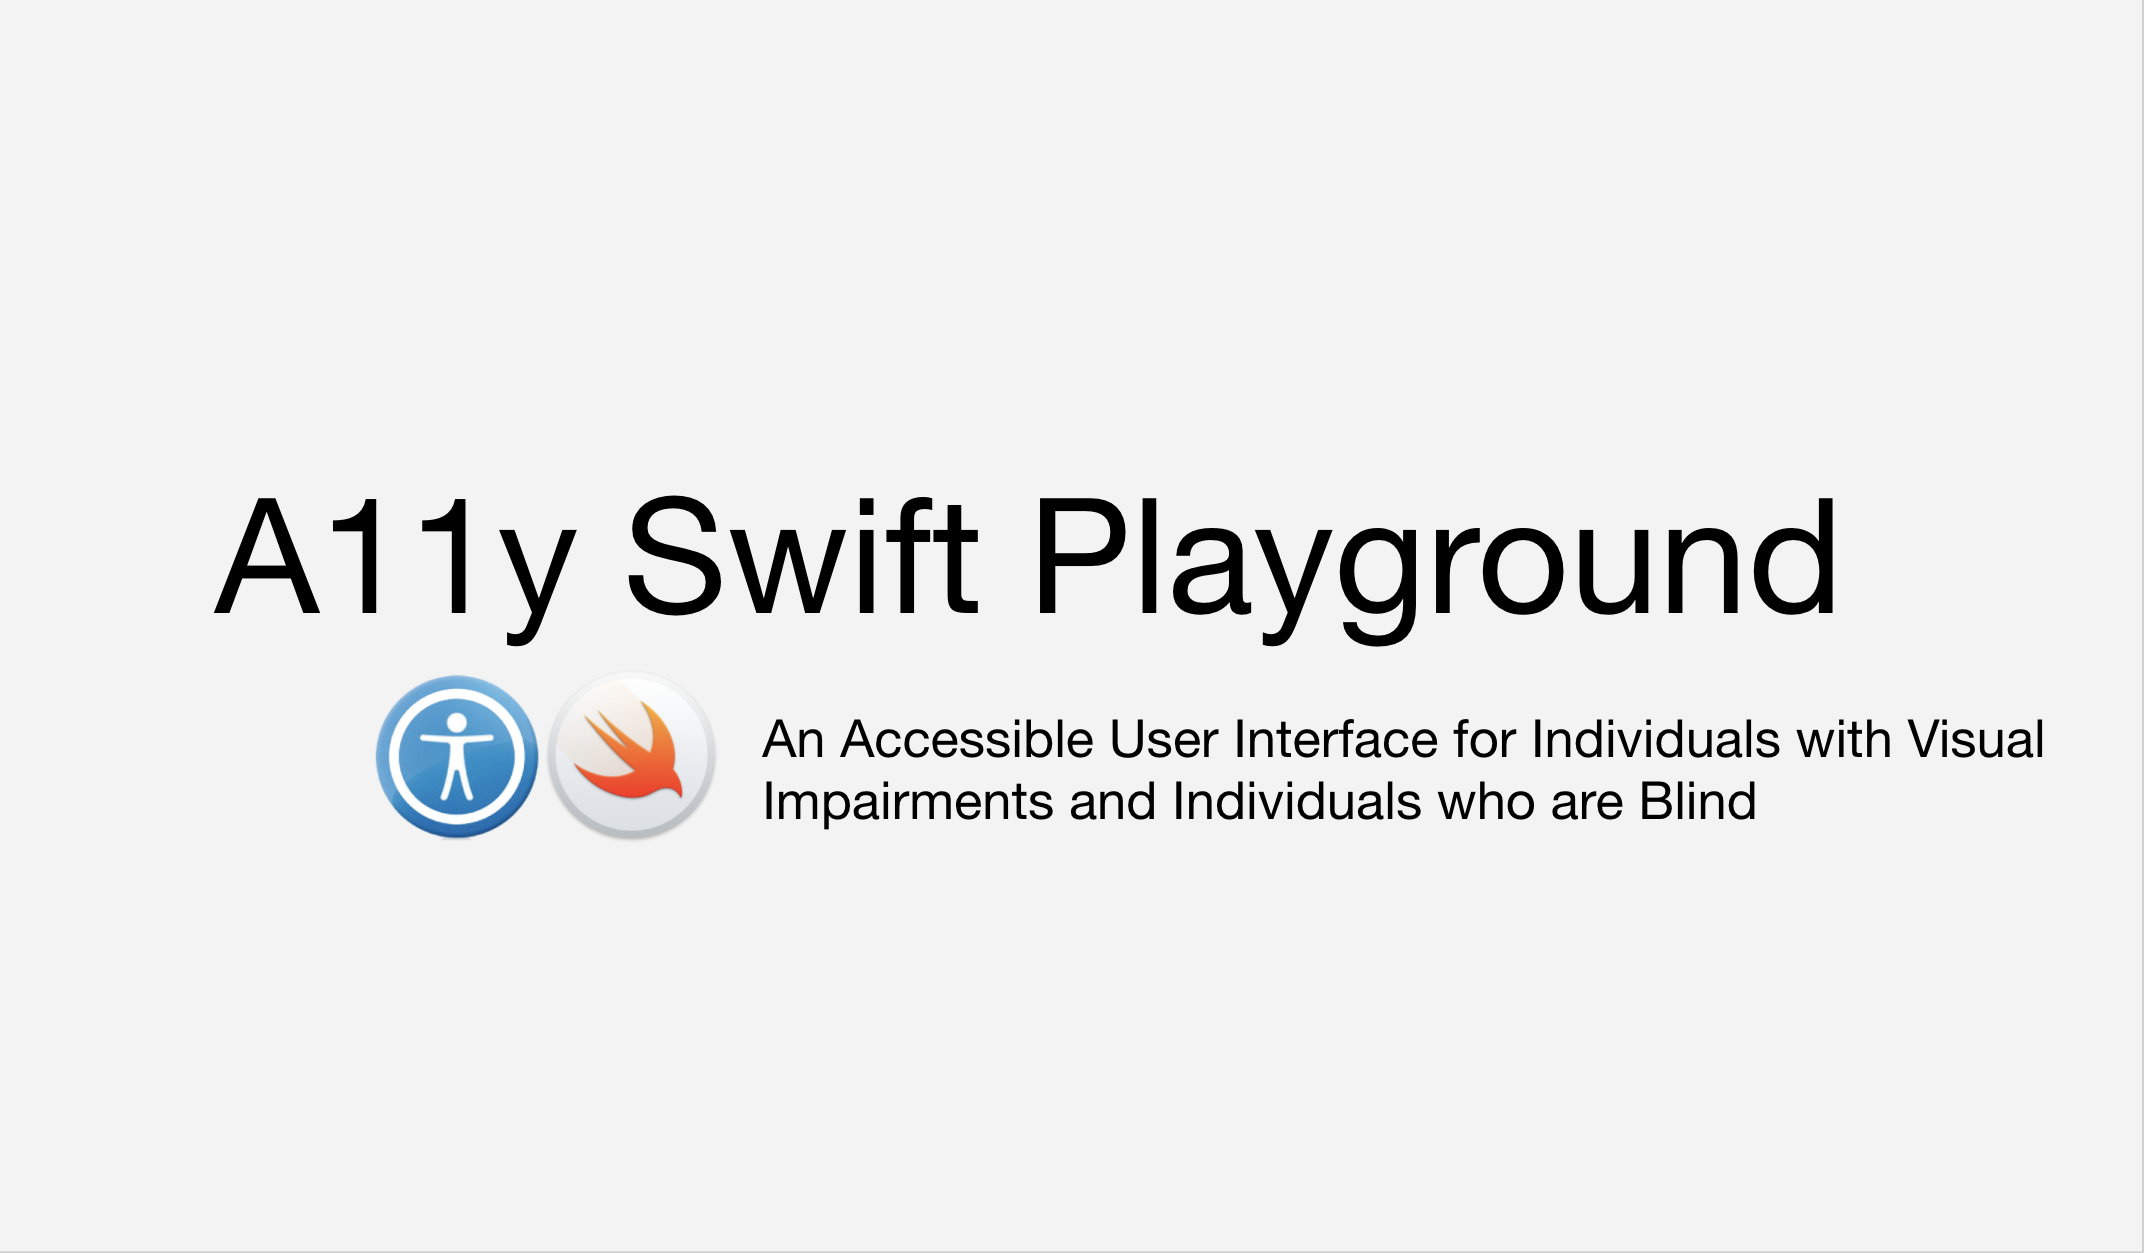 A11y Swift Playground
An Accessible User Interface for Individuals with Visual
Impairments and Individuals who are Blind